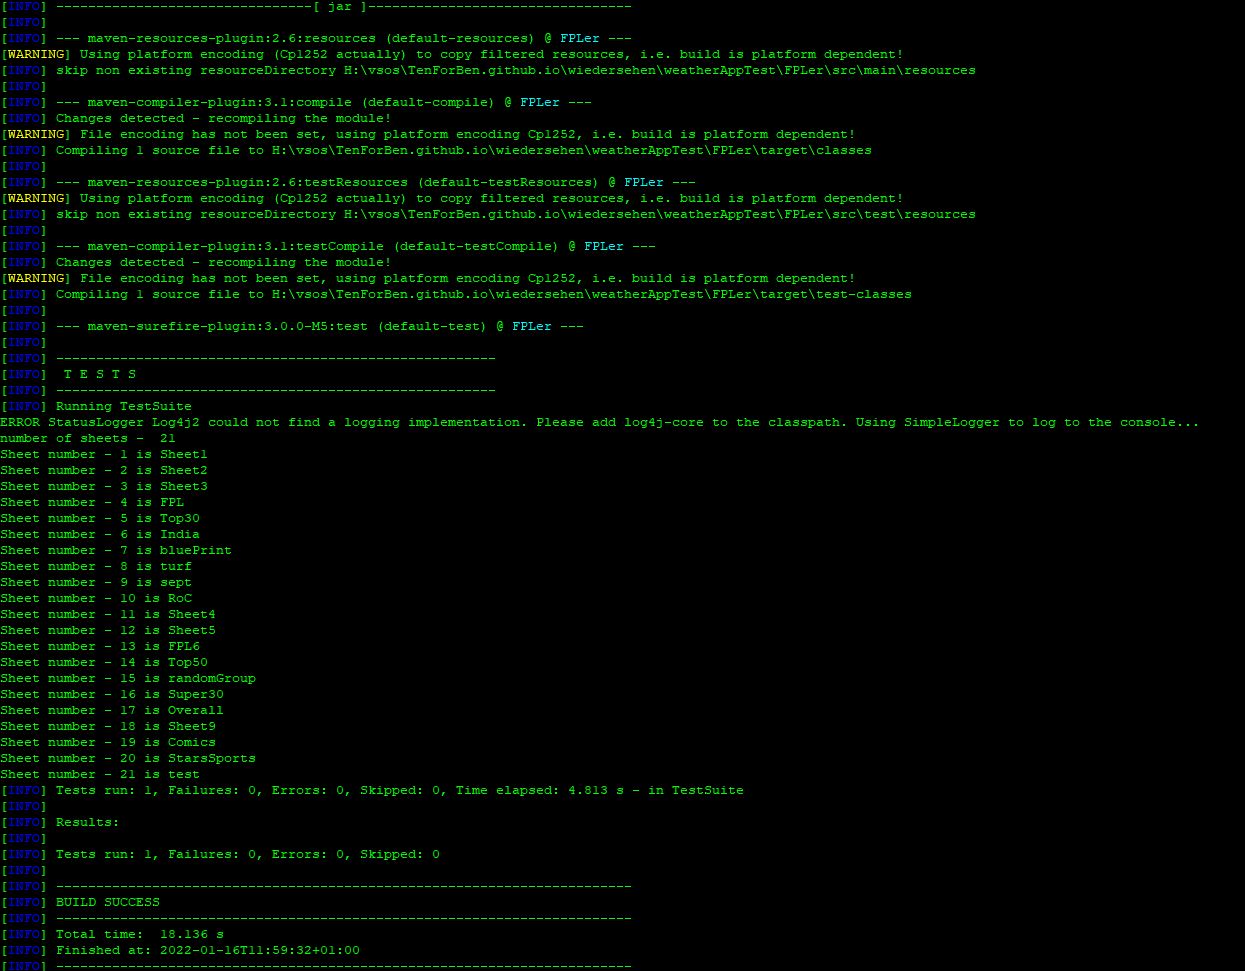 [INFO] --------------------------------[ jar ]---------------------------------
[INFO]
[INFO] --- maven-resources-plugin:2.6:resources (default-resources) @ FPLer ---
[WARNING] Using platform encoding (Cp1252 actually) to copy filtered resources, i.e. build is platform dependent!
[INFO] skip non existing resourceDirectory H:\vsos\TenForBen.github.io\wiedersehen\weatherAppTest\FPLer\src\main\resources
[INFO]
[INFO] --- maven-compiler-plugin:3.1:compile (default-compile) @ FPLer ---
[INFO] Changes detected - recompiling the module!
[WARNING] File encoding has not been set, using platform encoding Cp1252, i.e. build is platform dependent!
[INFO] Compiling 1 source file to H:\vsos\TenForBen.github.io\wiedersehen\weatherAppTest\FPLer\target\classes
[INFO]
[INFO] --- maven-resources-plugin:2.6:testResources (default-testResources) @ FPLer ---
[WARNING] Using platform encoding (Cp1252 actually) to copy filtered resources, i.e. build is platform dependent!
[INFO] skip non existing resourceDirectory H:\vsos\TenForBen.github.io\wiedersehen\weatherAppTest\FPLer\src\test\resources
[INFO]
[INFO] --- maven-compiler-plugin:3.1:testCompile (default-testCompile) @ FPLer ---
[INFO] Changes detected - recompiling the module!
[WARNING] File encoding has not been set, using platform encoding Cp1252, i.e. build is platform dependent!
[INFO] Compiling 1 source file to H:\vsos\TenForBen.github.io\wiedersehen\weatherAppTest\FPLer\target\test-classes
[INFO]
[INFO] --- maven-surefire-plugin:3.0.0-M5:test (default-test) @ FPLer ---
[INFO]
[INFO] -------------------------------------------------------
[INFO]  T E S T S
[INFO] -------------------------------------------------------
[INFO] Running TestSuite
ERROR StatusLogger Log4j2 could not find a logging implementation. Please add log4j-core to the classpath. Using SimpleLogger to log to the console...
number of sheets -  21
Sheet number - 1 is Sheet1
Sheet number - 2 is Sheet2
Sheet number - 3 is Sheet3
Sheet number - 4 is FPL
Sheet number - 5 is Top30
Sheet number - 6 is India
Sheet number - 7 is bluePrint
Sheet number - 8 is turf
Sheet number - 9 is sept
Sheet number - 10 is RoC
Sheet number - 11 is Sheet4
Sheet number - 12 is Sheet5
Sheet number - 13 is FPL6
Sheet number - 14 is Top50
Sheet number - 15 is randomGroup
Sheet number - 16 is Super30
Sheet number - 17 is Overall
Sheet number - 18 is Sheet9
Sheet number - 19 is Comics
Sheet number - 20 is StarsSports
Sheet number - 21 is test
[INFO] Tests run: 1, Failures: 0, Errors: 0, Skipped: 0, Time elapsed: 4.813 s - in TestSuite
[INFO]
[INFO] Results:
[INFO]
[INFO] Tests run: 1, Failures: 0, Errors: 0, Skipped: 0
[INFO]
[INFO] ------------------------------------------------------------------------
[INFO] BUILD SUCCESS
[INFO] ------------------------------------------------------------------------
[INFO] Total time:  18.136 s
[INFO] Finished at: 2022-01-16T11:59:32+01:00
[INFO] ------------------------------------------------------------------------